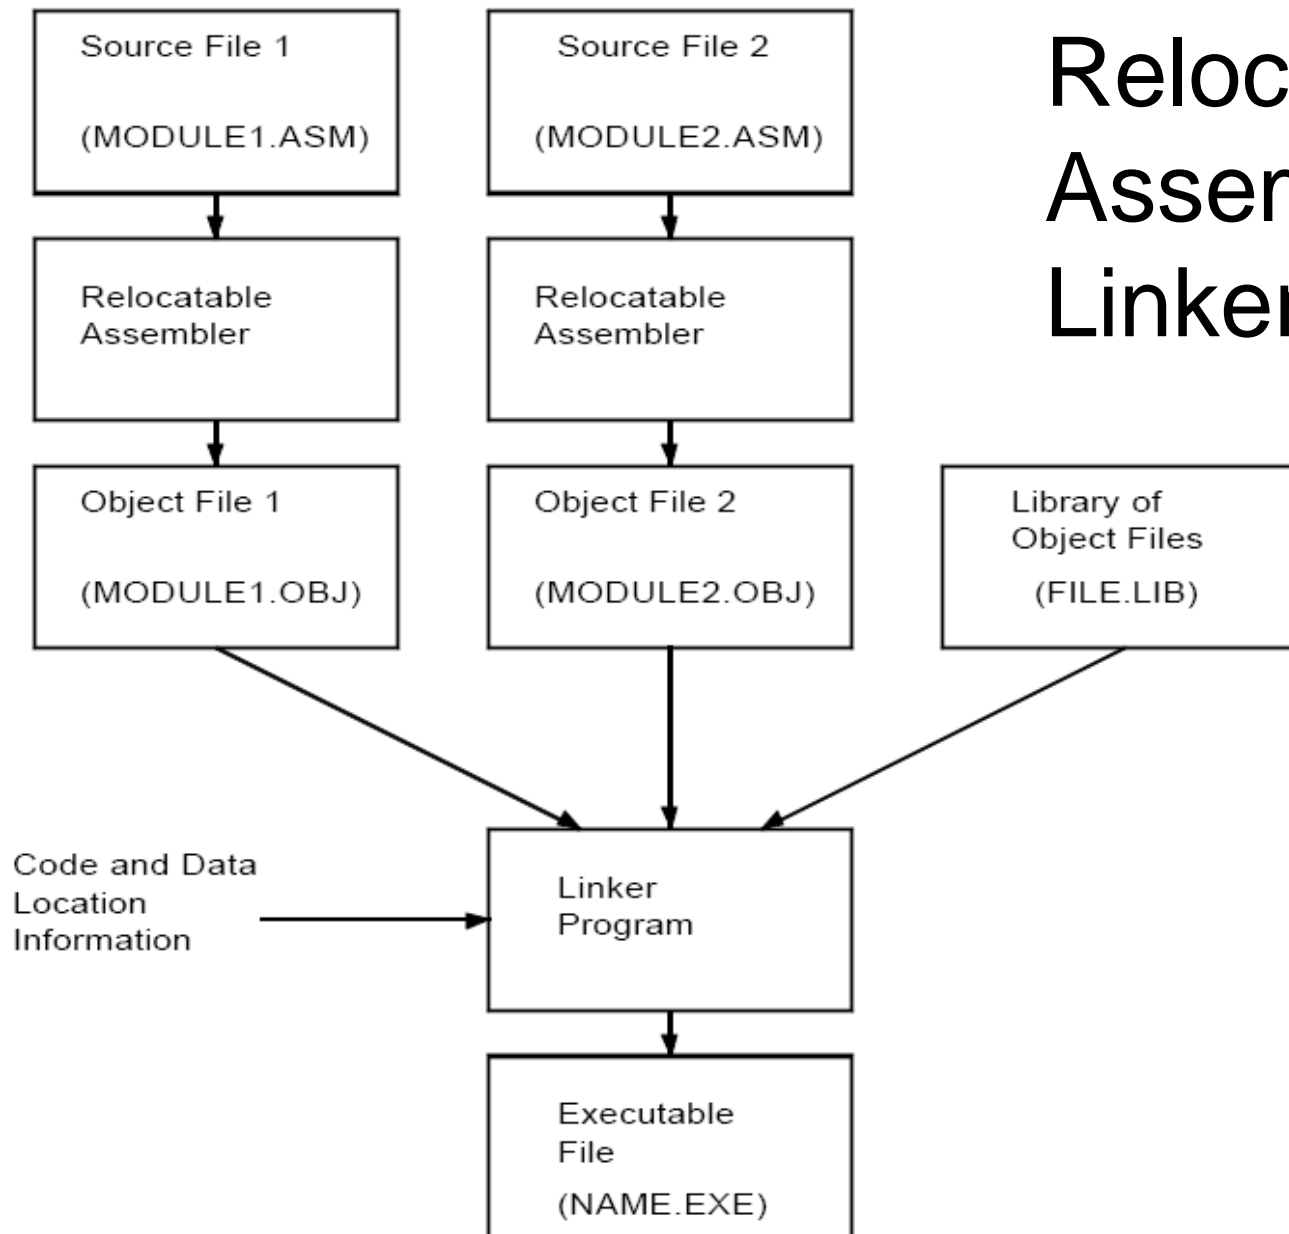 Source File 1
(MODULE1.ASM)
Source File 2
(MODULE2.ASM)
Reloc
Assem
Linker
Relocatable
Assembler
Relocatable
Assembler
Object File 1
(MODULE1.OBJ)
Object File 2
(MODULE2.OBJ)
Library of
Object Files
(FILE.LIB)
Code and Data
Location
Information
Linker
Program
Executable
File
(NAME.EXE)